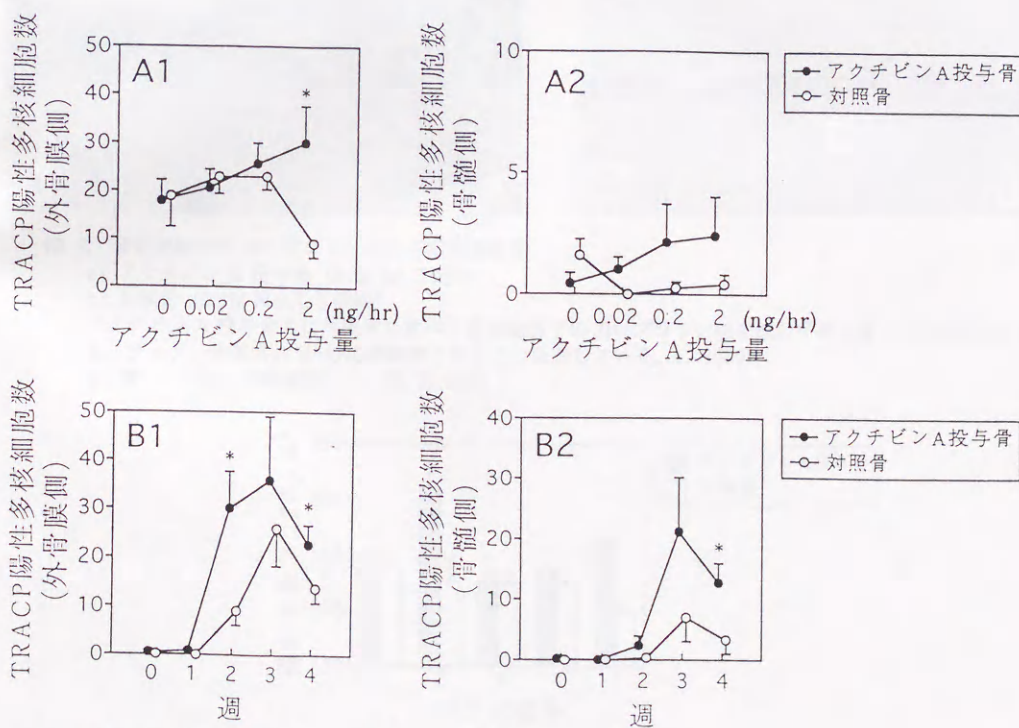 TRACP陽性多核細胞数
(外骨膜側)
50
40
30
20
10
0
A1
*
0 0.02 0.2 2 (ng/hr)
アクチビンA投与量
TRACP陽性多核細胞数
(骨髄側)
10
5
0
A2
0 0.02 0.2 2 (ng/hr)
アクチビンA投与量
アクチビンA投与骨
対照骨
TRACP陽性多核細胞数
(外骨膜側)
50
40
30
20
10
0
B1
*
*
0 1 2 3 4
週
TRACP陽性多核細胞数
(骨髄側)
40
30
20
10
0
B2
*
0 1 2 3 4
週
アクチビンA投与骨
対照骨